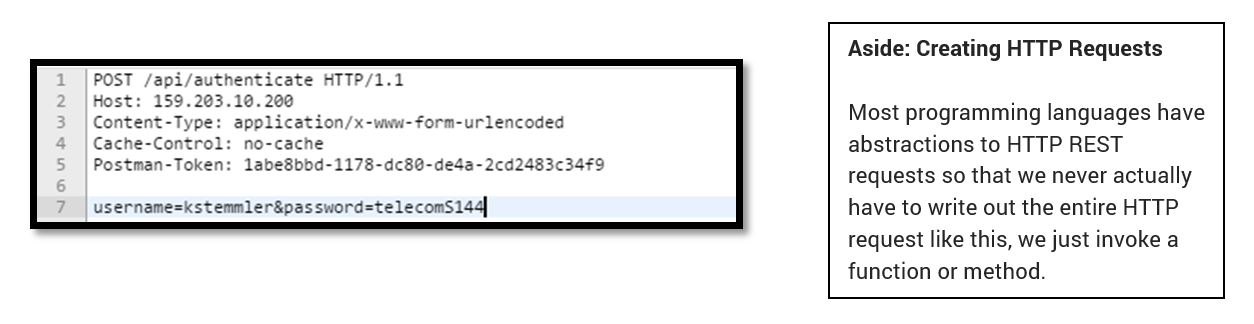 1 POST /api/authenticate HTTP/1.1
2 Host: 159.203.10.200
3 Content-Type: application/x-www-form-urlencoded
4 Cache-Control: no-cache
5 Postman-Token: 1abe8bbd-1178-dc80-de4a-2cd2483c34f9
6
7 username=kstemmler&password=telecomS144
Aside: Creating HTTP Requests
Most programming languages have
abstractions to HTTP REST
requests so that we never actually
have to write out the entire HTTP
request like this, we just invoke a
function or method.